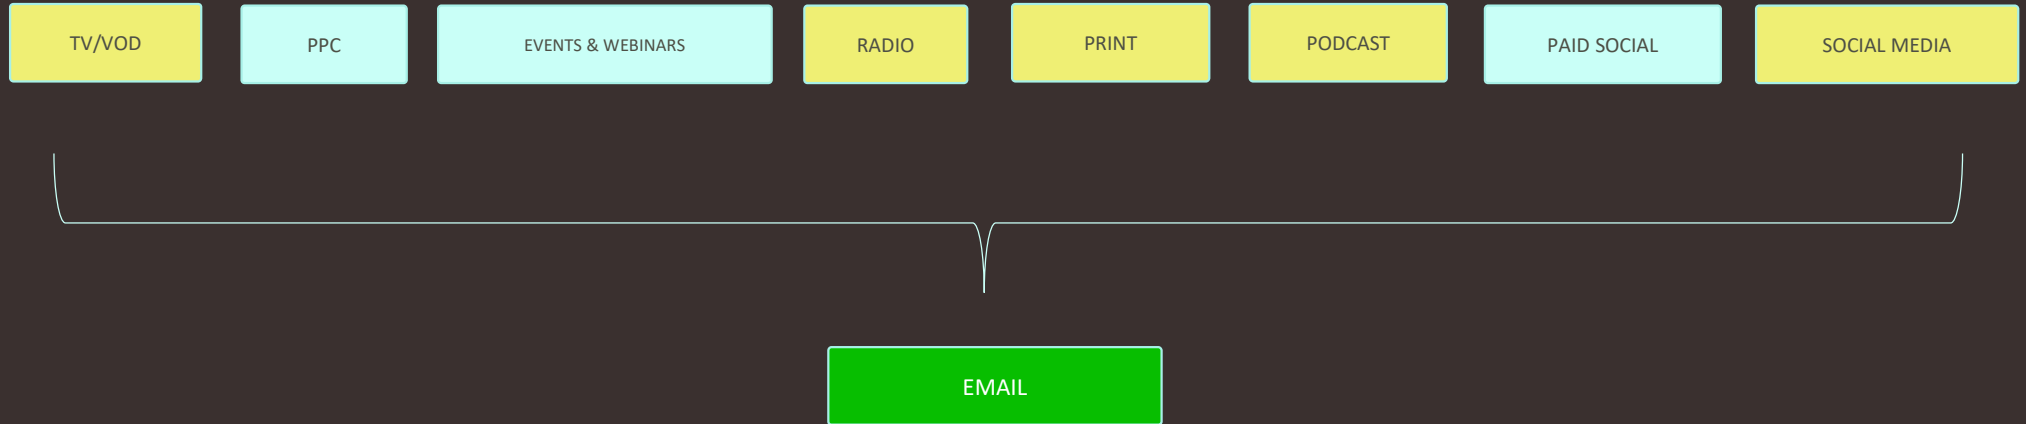 TV/VOD
PPC
EVENTS & WEBINARS
RADIO
PRINT
PODCAST
PAID SOCIAL
SOCIAL MEDIA
EMAIL